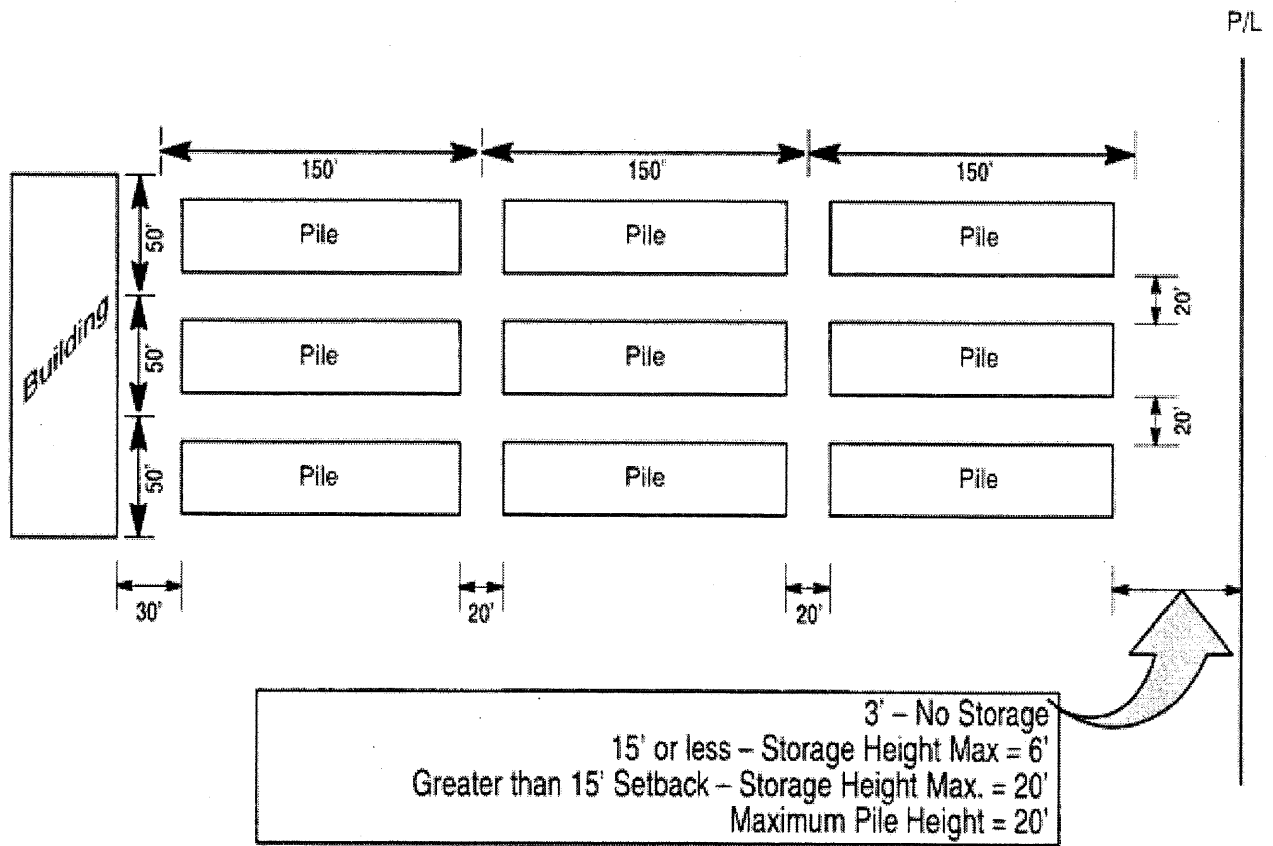 P/L
150' 150' 150'
Building
50'
50'
50'
Pile Pile Pile
20'
Pile Pile Pile
20'
Pile Pile Pile
30' 20' 20'
3' – No Storage
15' or less – Storage Height Max = 6'
Greater than 15' Setback – Storage Height Max. = 20'
Maximum Pile Height = 20'